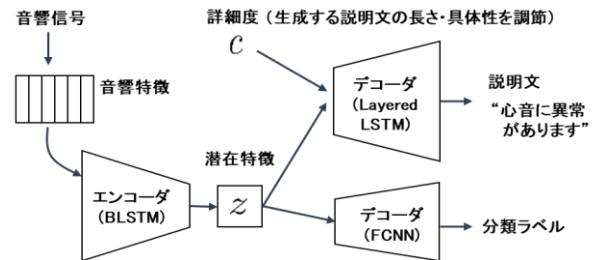 音響信号
詳細度（生成する説明文の長さ・具体性を調節）
c
音響特徴
デコーダ
(Layered
LSTM)
説明文
“心音に異常
があります”
潜在特徴
エンコーダ
(BLSTM)
z
デコーダ
(FCNN)
分類ラベル